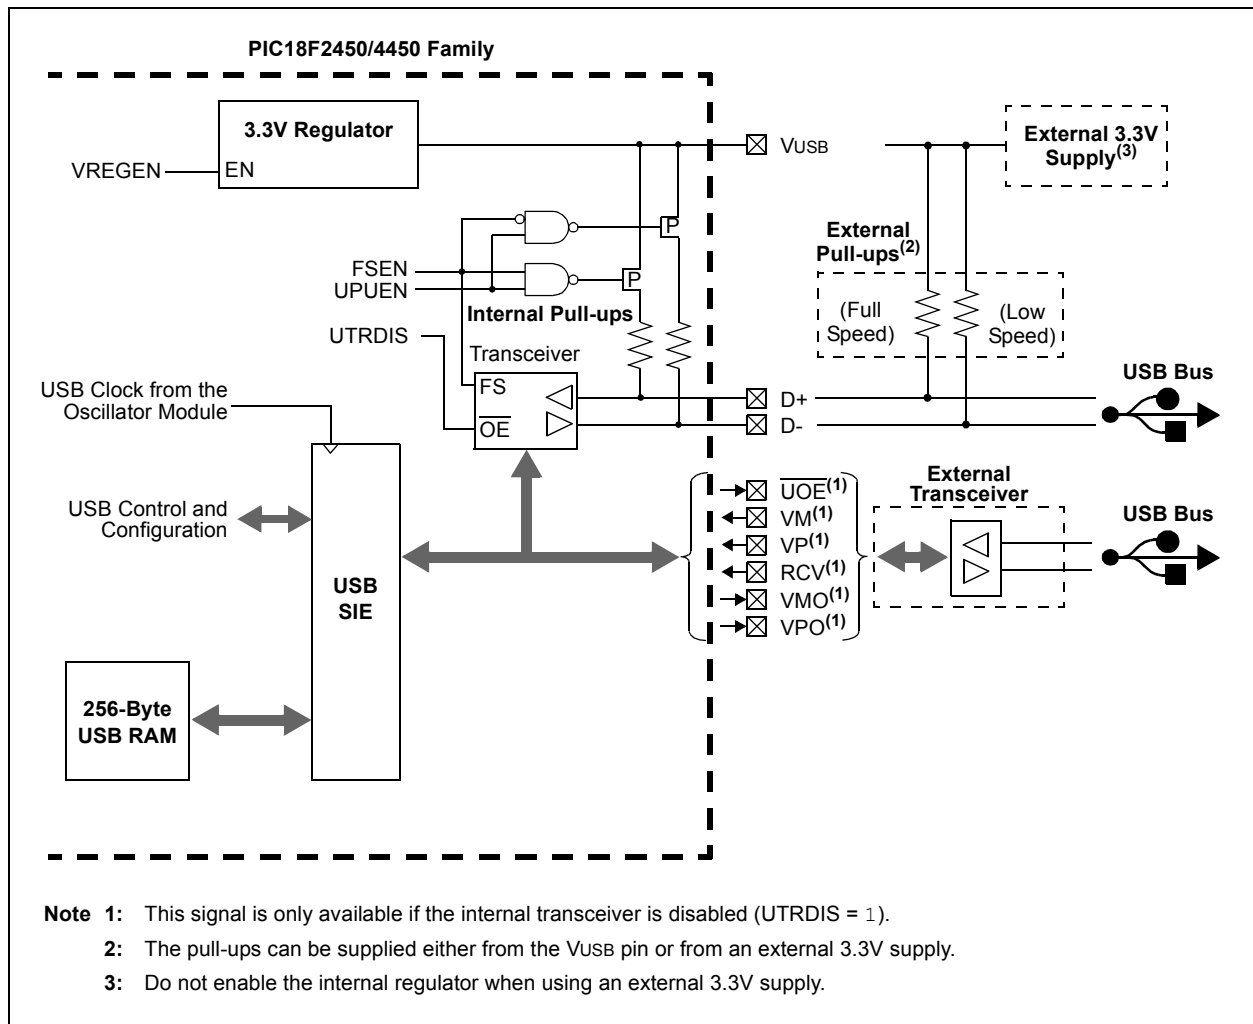 PIC18F2450/4450 Family
3.3V Regulator
VREGEN
EN
VUSB
External 3.3V
Supply(3)
P
External
Pull-ups(2)
FSEN
UPUEN
P
Internal Pull-ups
(Full
Speed)
(Low
Speed)
UTRDIS
Transceiver
FS
OE
USB Clock from the
Oscillator Module
D+
D-
USB Bus
External
Transceiver
UOE(1)
VM(1)
VP(1)
RCV(1)
VMO(1)
VPO(1)
USB Bus
USB Control and
Configuration
USB
SIE
256-Byte
USB RAM
Note 1: This signal is only available if the internal transceiver is disabled (UTRDIS = 1).
2: The pull-ups can be supplied either from the VUSB pin or from an external 3.3V supply.
3: Do not enable the internal regulator when using an external 3.3V supply.